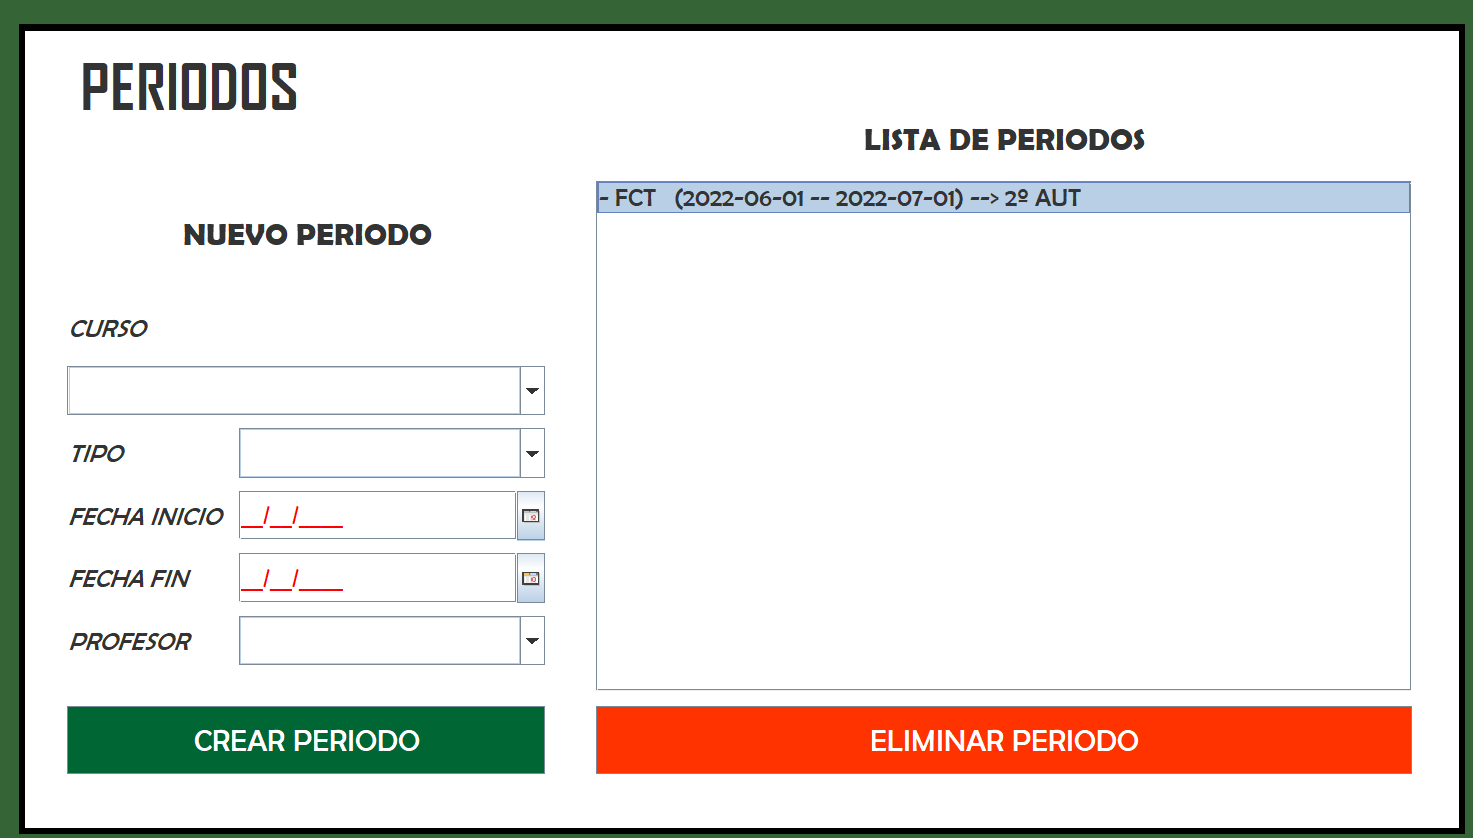 PERIODOS
NUEVO PERIODO
CURSO
TIPO
FECHA INICIO __/__/____
FECHA FIN __/__/____
PROFESOR
CREAR PERIODO
LISTA DE PERIODOS
- FCT (2022-06-01 -- 2022-07-01) --> 2º AUT
ELIMINAR PERIODO